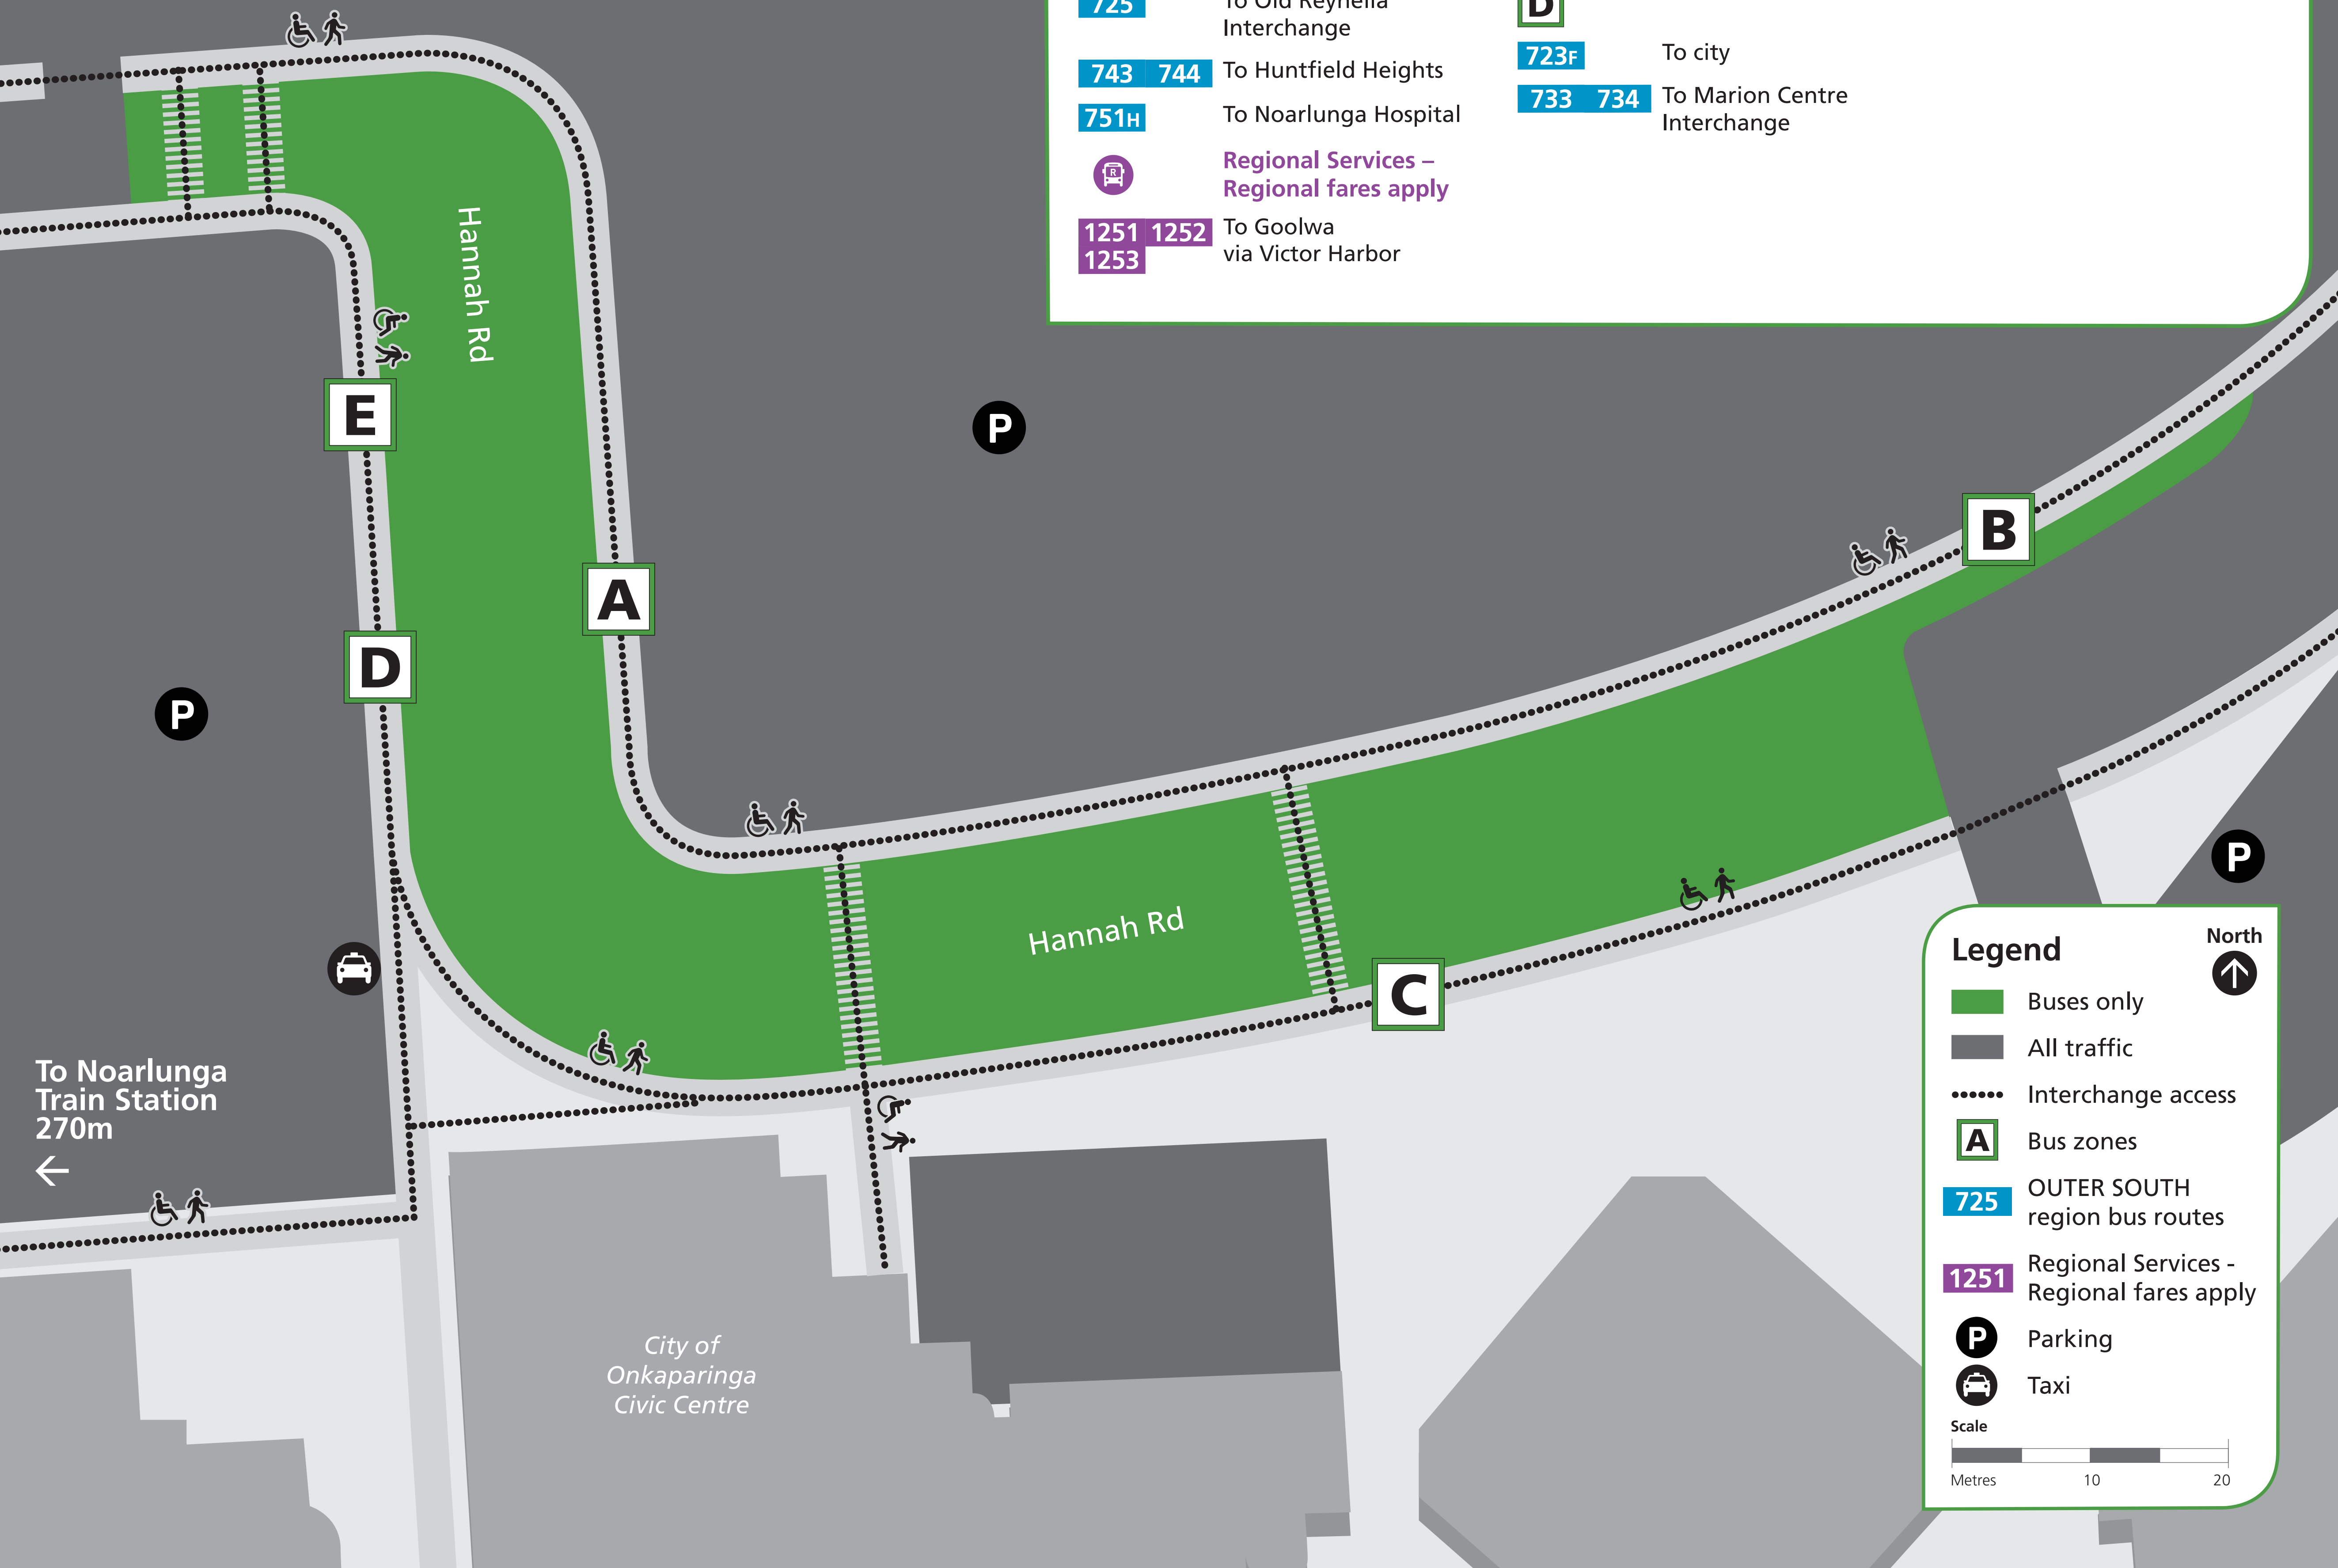 725 To Old Reynella
Interchange
743 744 To Huntfield Heights
751H To Noarlunga Hospital
R
Regional Services –
Regional fares apply
1251 1252 To Goolwa
1253 via Victor Harbor
D
723F To city
733 734 To Marion Centre
Interchange
Hannah Rd
E
P
A
B
D
P
Hannah Rd
C
P
To Noarlunga
Train Station
270m
City of
Onkaparinga
Civic Centre
Legend
North
Buses only
All traffic
Interchange access
A Bus zones
725 OUTER SOUTH
region bus routes
1251 Regional Services -
Regional fares apply
P Parking
Taxi
Scale
Metres 10 20